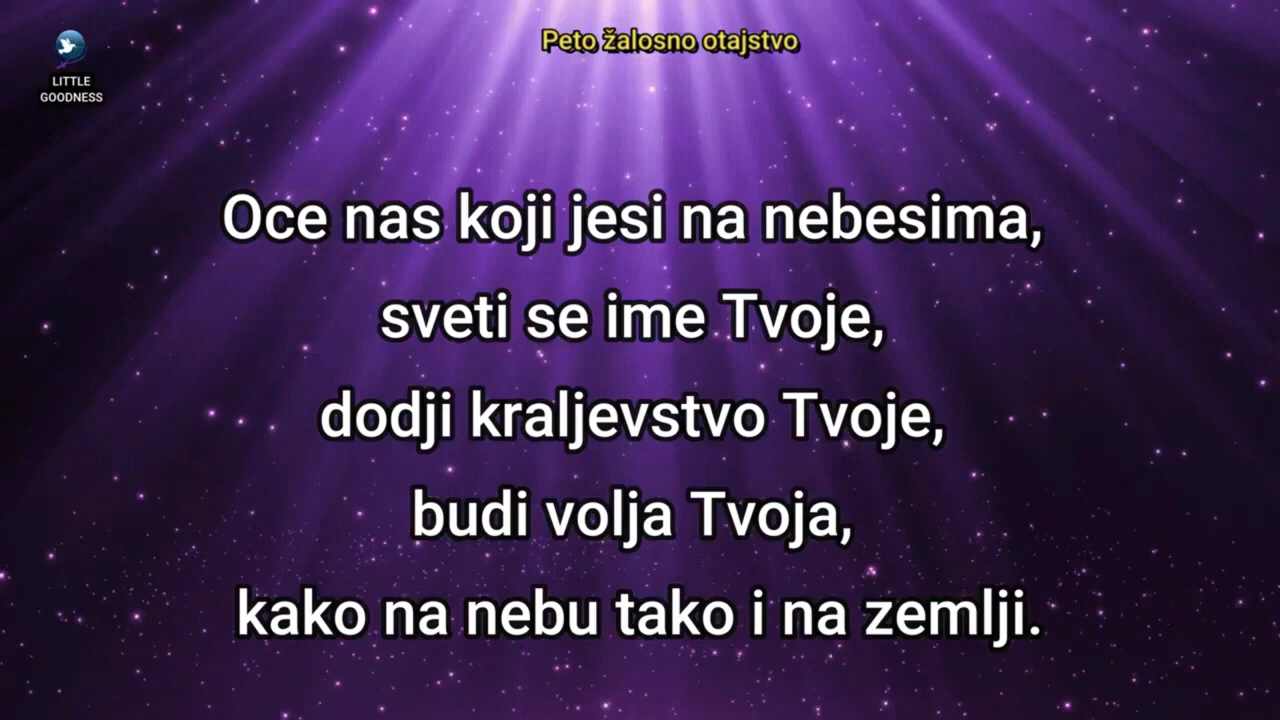 Peto žalosno otajstvo
LITTLE
GOODNESS
Oce nas koji jesi na nebesima,
sveti se ime Tvoje,
dodji kraljevstvo Tvoje,
budi volja Tvoja,
kako na nebu tako i na zemlji.